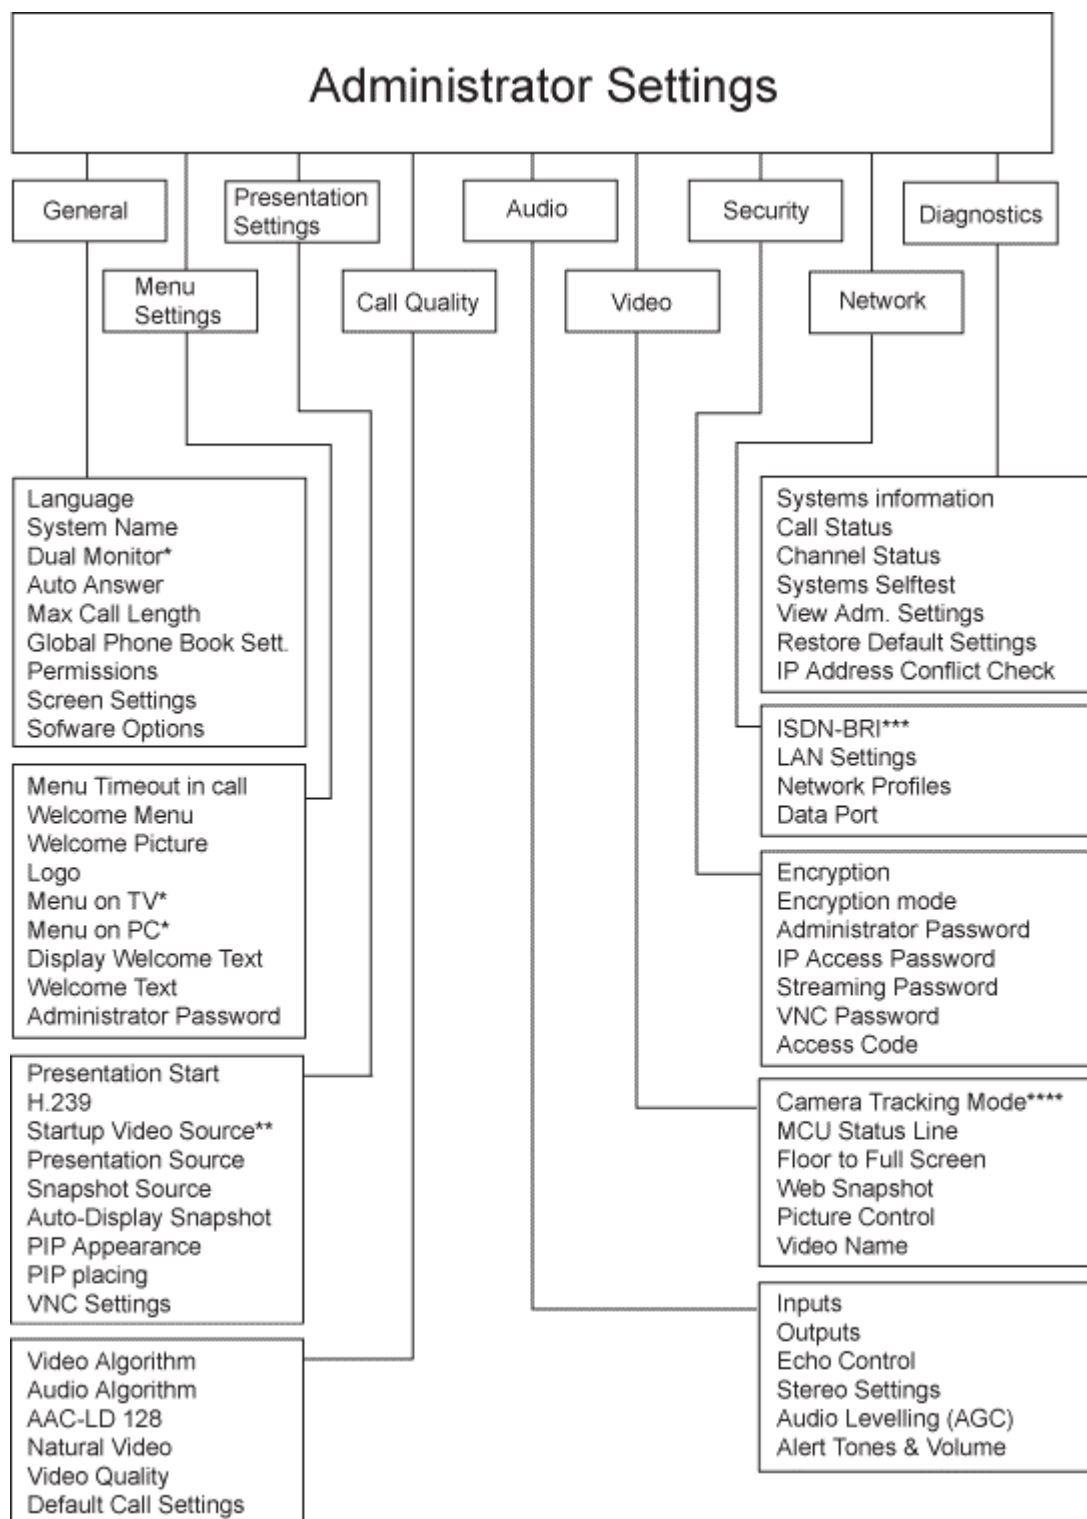 Administrator Settings
General
Presentation
Settings
Audio
Security
Diagnostics
Menu
Settings
Call Quality
Video
Network
Language
System Name
Dual Monitor*
Auto Answer
Max Call Length
Global Phone Book Sett.
Permissions
Screen Settings
Sofware Options
Menu Timeout in call
Welcome Menu
Welcome Picture
Logo
Menu on TV*
Menu on PC*
Display Welcome Text
Welcome Text
Administrator Password
Presentation Start
H.239
Startup Video Source**
Presentation Source
Snapshot Source
Auto-Display Snapshot
PIP Appearance
PIP placing
VNC Settings
Video Algorithm
Audio Algorithm
AAC-LD 128
Natural Video
Video Quality
Default Call Settings
Systems information
Call Status
Channel Status
Systems Selftest
View Adm. Settings
Restore Default Settings
IP Address Conflict Check
ISDN-BRI***
LAN Settings
Network Profiles
Data Port
Encryption
Encryption mode
Administrator Password
IP Access Password
Streaming Password
VNC Password
Access Code
Camera Tracking Mode****
MCU Status Line
Floor to Full Screen
Web Snapshot
Picture Control
Video Name
Inputs
Outputs
Echo Control
Stereo Settings
Audio Levelling (AGC)
Alert Tones & Volume